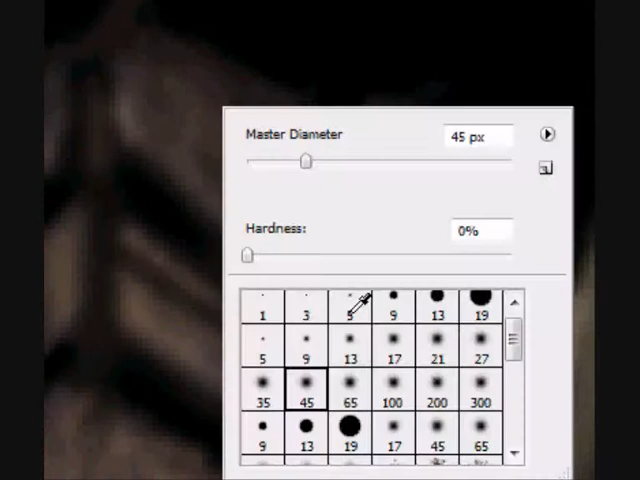 Master Diameter 45 px
Hardness: 0%
1 3 5 9 13 19
5 9 13 17 21 27
35 45 65 100 200 300
9 13 19 17 45 65